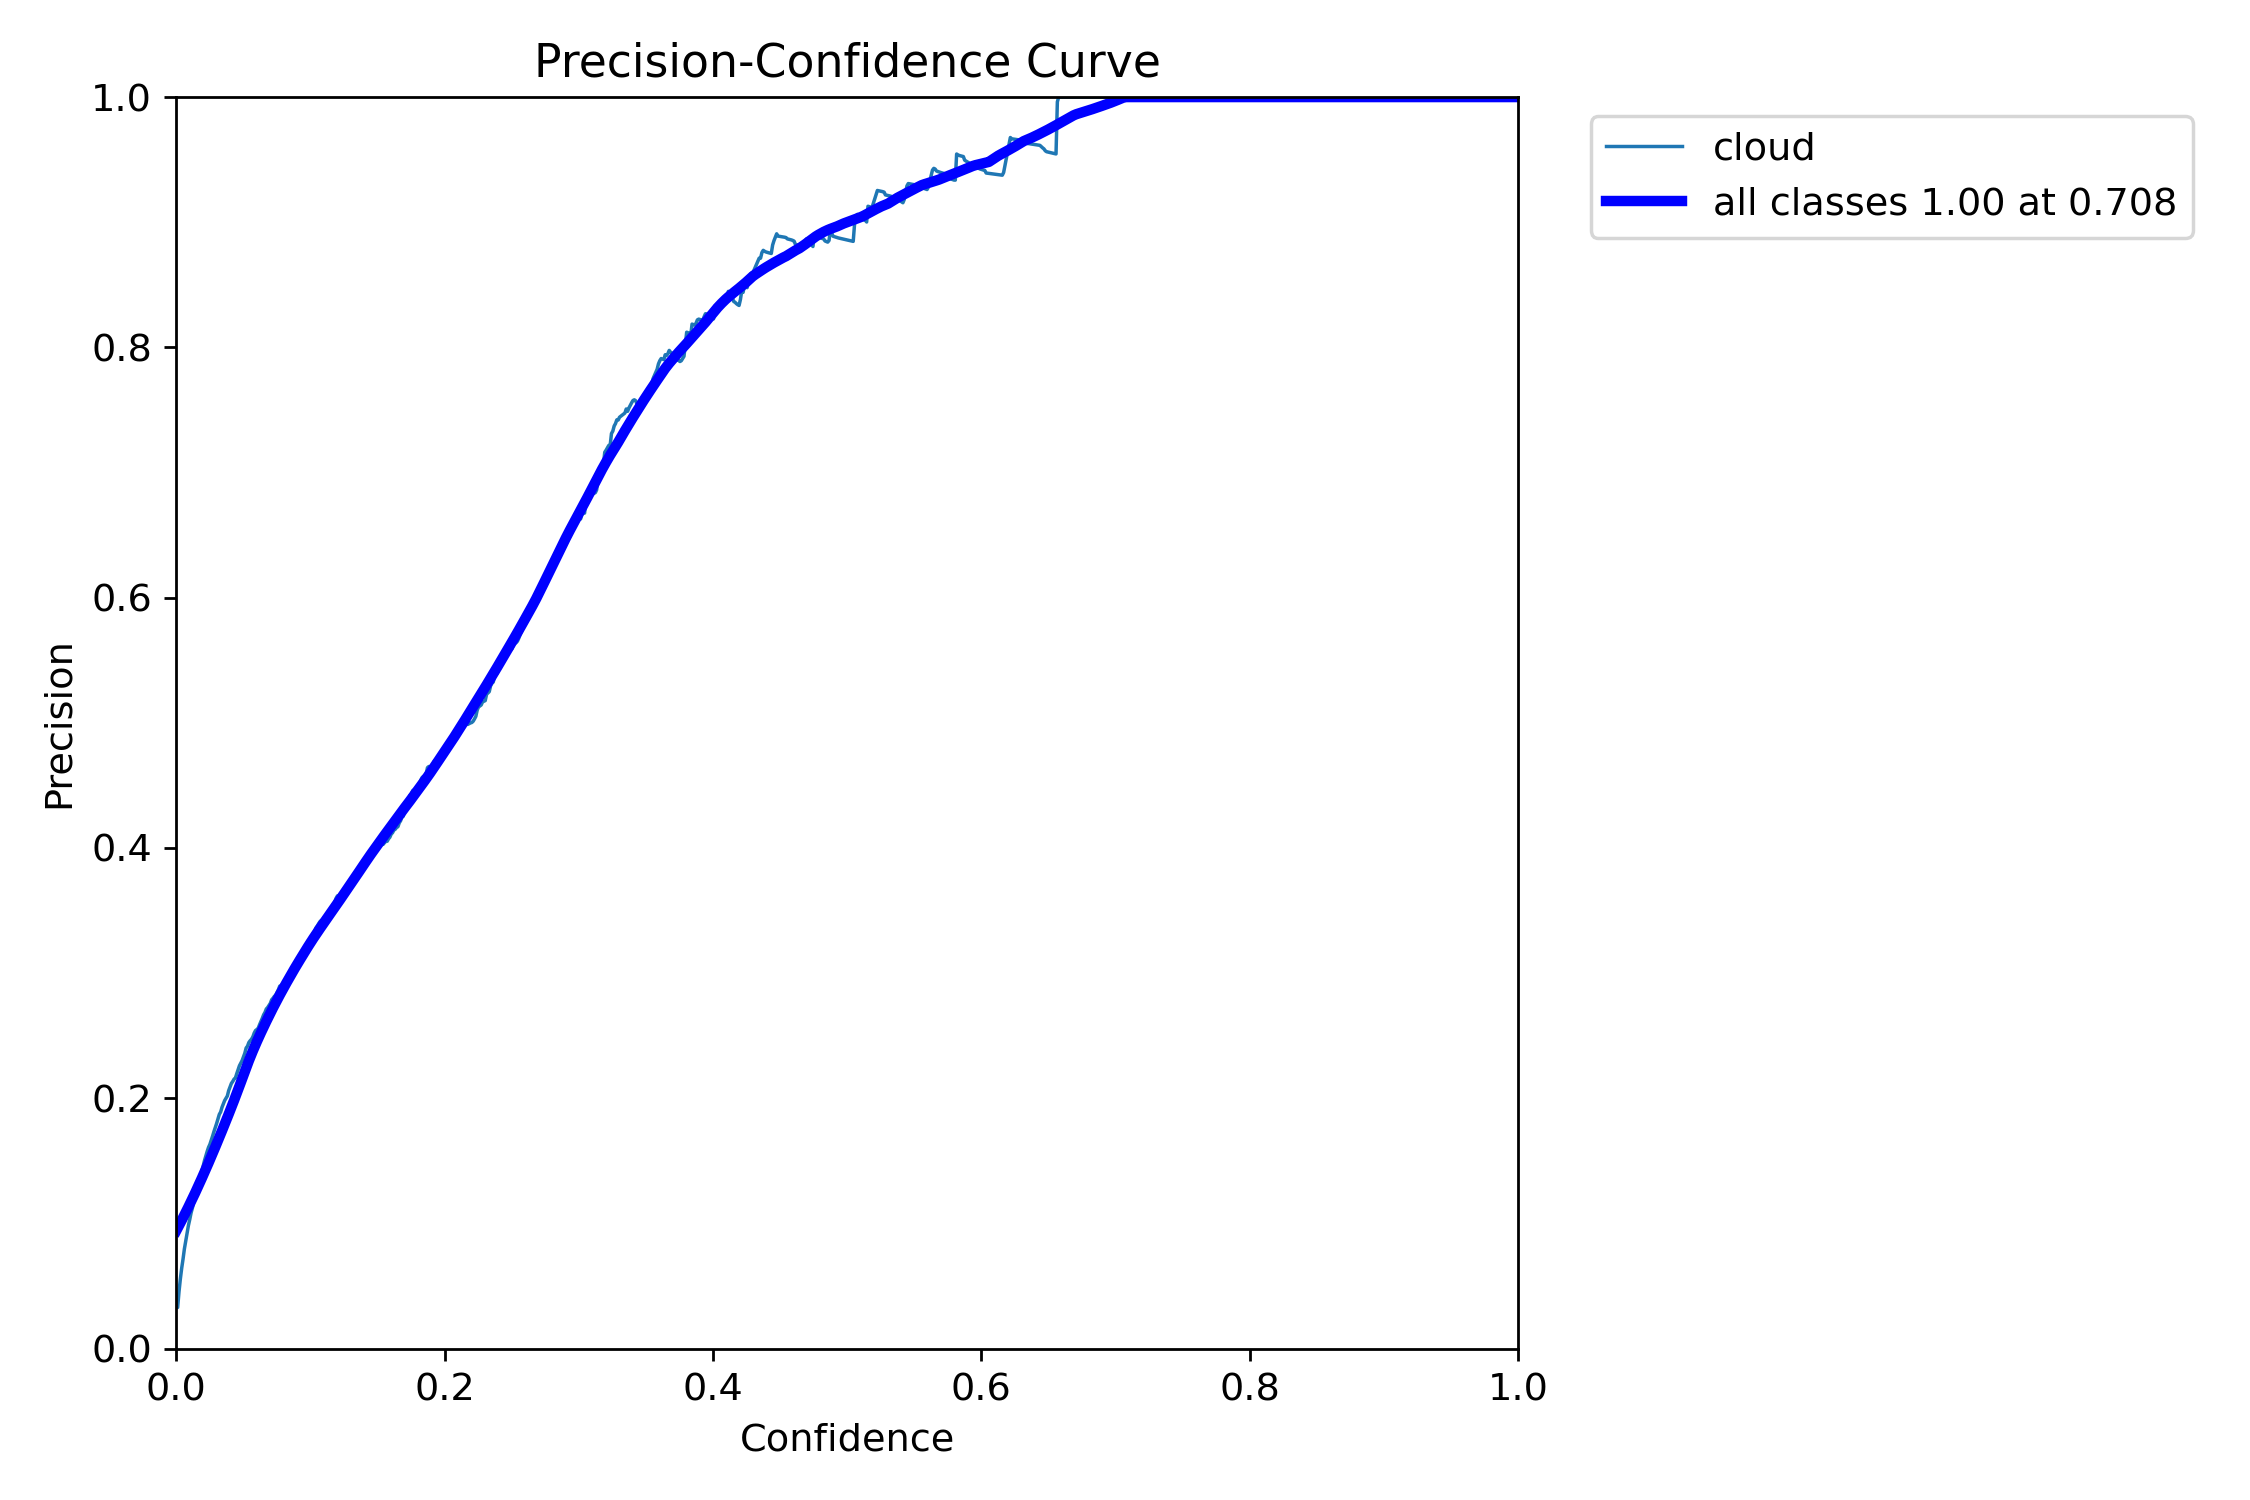 Precision-Confidence Curve
1.0
0.8
0.6
0.4
0.2
0.0
Precision
0.0 0.2 0.4 0.6 0.8 1.0
Confidence
cloud
all classes 1.00 at 0.708